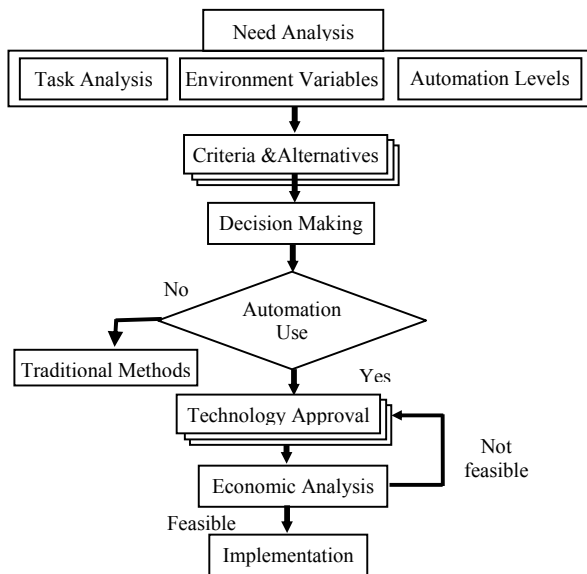 Need Analysis
Task Analysis
Environment Variables
Automation Levels
Criteria &Alternatives
Decision Making
No
Automation
Use
Traditional Methods
Yes
Technology Approval
Not
feasible
Economic Analysis
Feasible
Implementation